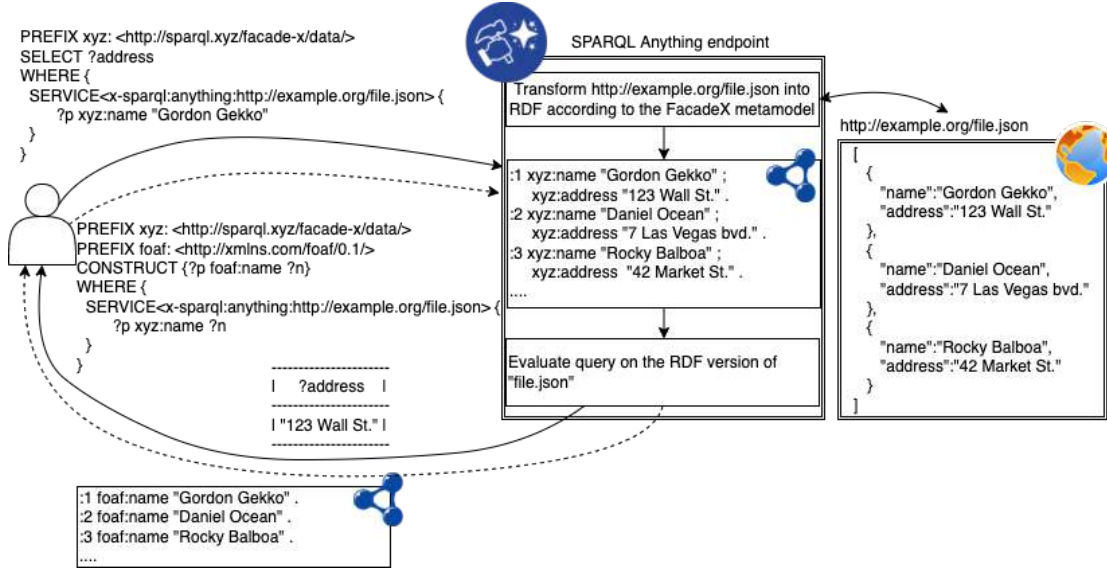 PREFIX xyz: <http://sparql.xyz/facade-x/data/>
SELECT ?address
WHERE {
SERVICE<x-sparql:anything:http://example.org/file.json> {
?p xyz:name "Gordon Gekko"
}
}
PREFIX xyz: <http://sparql.xyz/facade-x/data/>
PREFIX foaf: <http://xmlns.com/foaf/0.1/>
CONSTRUCT {?p foaf:name ?n}
WHERE {
SERVICE<x-sparql:anything:http://example.org/file.json> {
?p xyz:name ?n
}
}
-----------------------
I ?address I
-----------------------
I "123 Wall St." I
-----------------------
:1 foaf:name "Gordon Gekko" .
:2 foaf:name "Daniel Ocean" .
:3 foaf:name "Rocky Balboa" .
....
SPARQL Anything endpoint
Transform http://example.org/file.json into
RDF according to the FacadeX metamodel
:1 xyz:name "Gordon Gekko" ;
xyz:address "123 Wall St." .
:2 xyz:name "Daniel Ocean" ;
xyz:address "7 Las Vegas bvd." .
:3 xyz:name "Rocky Balboa" ;
xyz:address "42 Market St." .
....
Evaluate query on the RDF version of
"file.json"
http://example.org/file.json
[
{
"name":"Gordon Gekko",
"address":"123 Wall St."
},
{
"name":"Daniel Ocean",
"address":"7 Las Vegas bvd."
},
{
"name":"Rocky Balboa",
"address":"42 Market St."
}
]